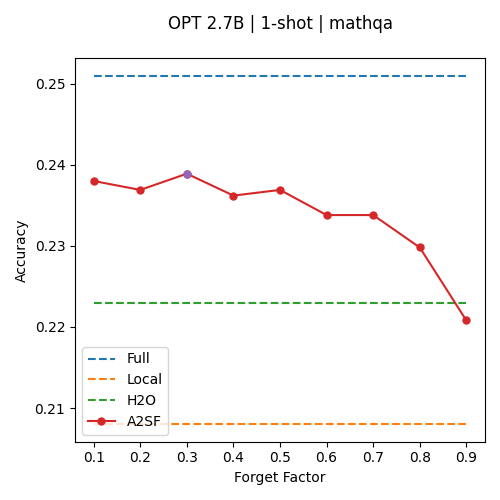 OPT 2.7B | 1-shot | mathqa
Accuracy
0.25
0.24
0.23
0.22
0.21
Full
Local
H2O
A2SF
0.1 0.2 0.3 0.4 0.5 0.6 0.7 0.8 0.9
Forget Factor